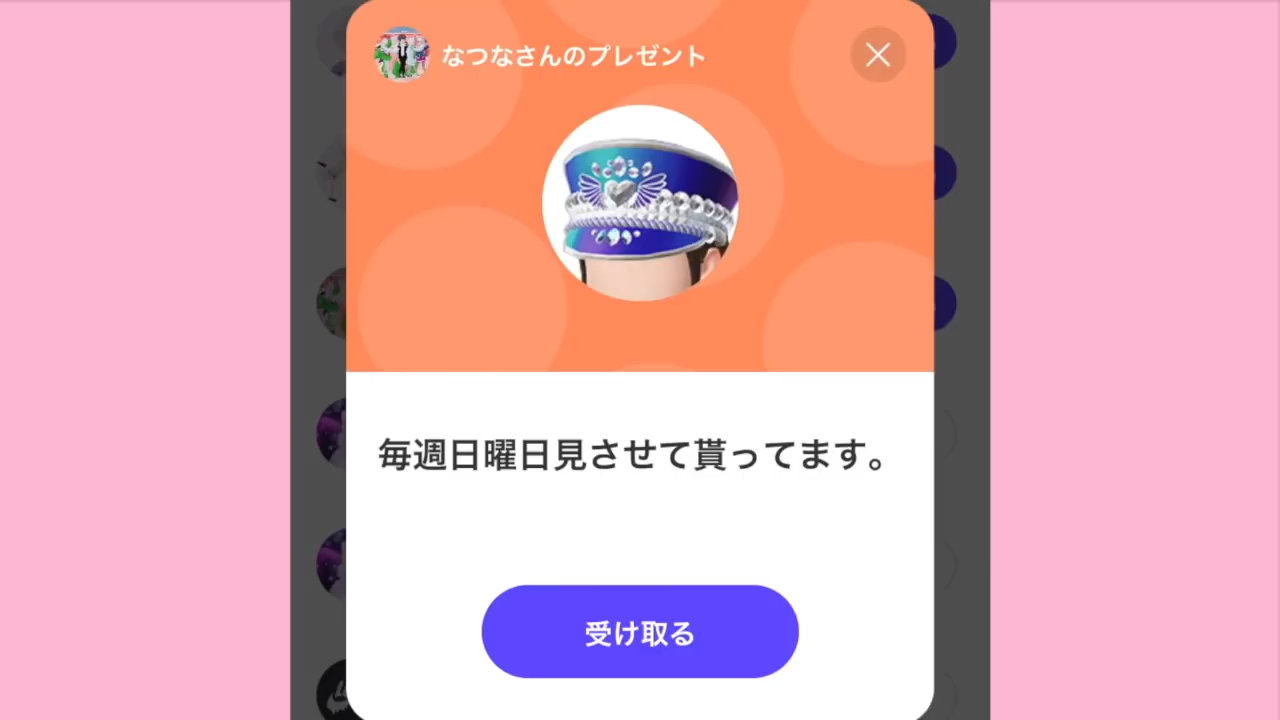 なつなさんのプレゼント
毎週日曜日見させて貰ってます。
受け取る